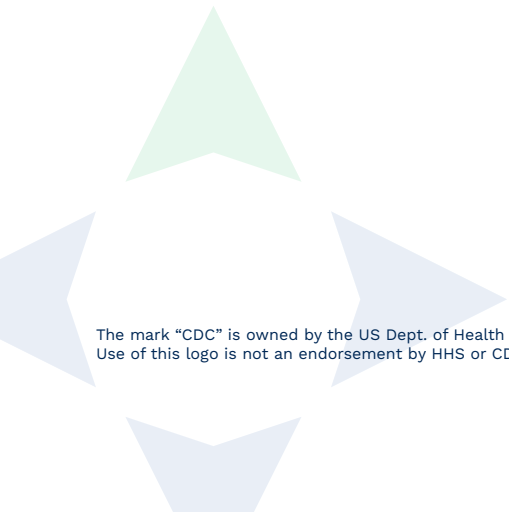 The mark “CDC” is owned by the US Dept. of Health
Use of this logo is not an endorsement by HHS or